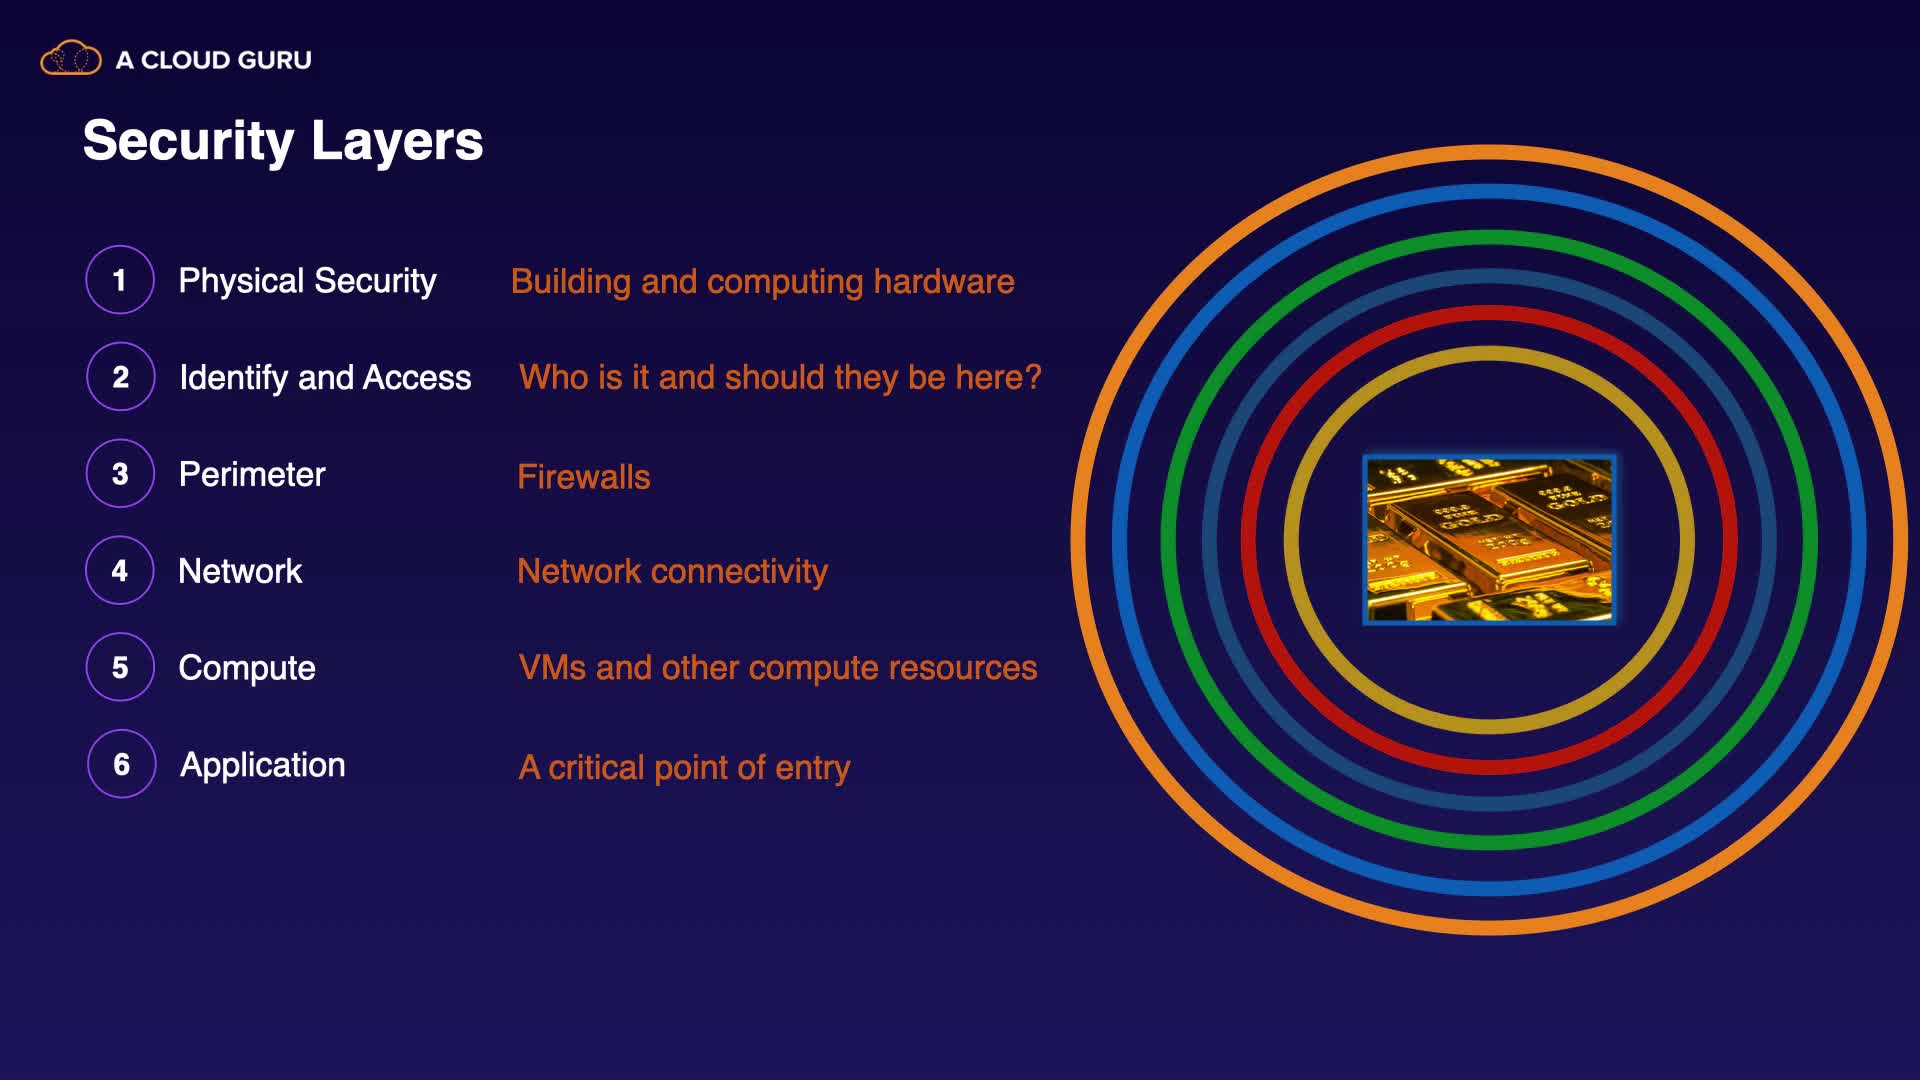 A CLOUD GURU
Security Layers
1 Physical Security Building and computing hardware
2 Identify and Access Who is it and should they be here?
3 Perimeter Firewalls
4 Network Network connectivity
5 Compute VMs and other compute resources
6 Application A critical point of entry
GOLD
GOLD